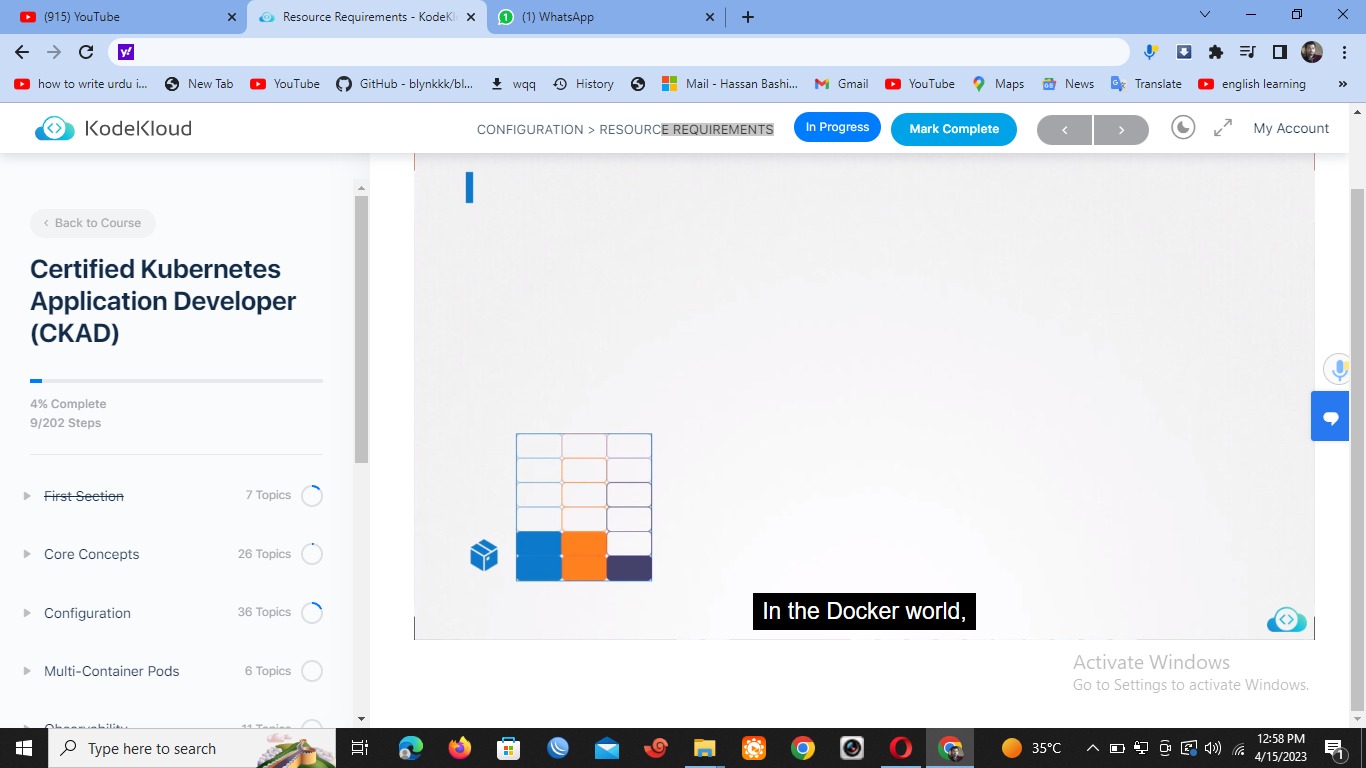 (915) YouTube
Resource Requirements - KodeKl
(1) WhatsApp
y!
how to write urdu i...
New Tab
YouTube
GitHub - blynkkk/bl...
wqq
History
Mail - Hassan Bashi...
Gmail
YouTube
Maps
News
Translate
english learning
»
KodeKloud
CONFIGURATION > RESOURCE REQUIREMENTS
In Progress
Mark Complete
My Account
Back to Course
Certified Kubernetes
Application Developer
(CKAD)
4% Complete
9/202 Steps
First Section
7 Topics
Core Concepts
26 Topics
Configuration
36 Topics
Multi-Container Pods
6 Topics
Observability
11 Topics
In the Docker world,
Activate Windows
Go to Settings to activate Windows.
Type here to search
35°C
12:58 PM
4/15/2023
1